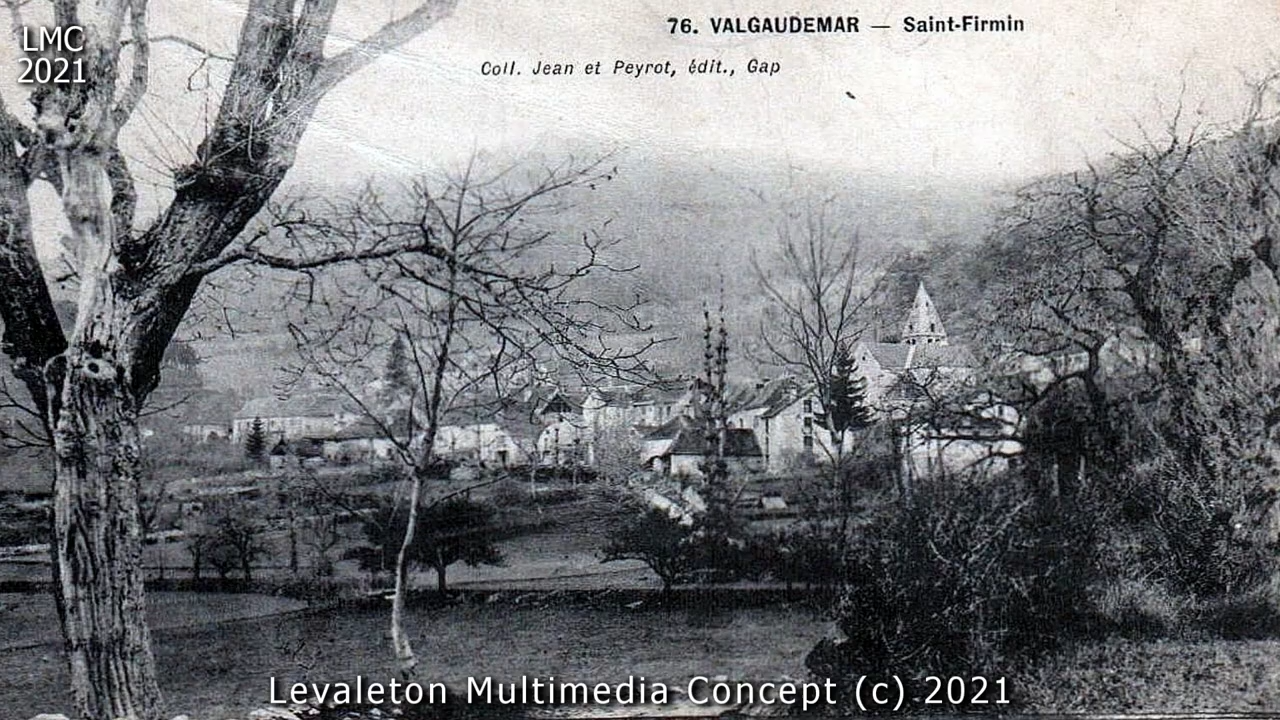 LMC
2021
76. VALGAUDEMAR — Saint-Firmin
Coll. Jean et Peyrot, édit., Gap
Levaleton Multimedia Concept (c) 2021